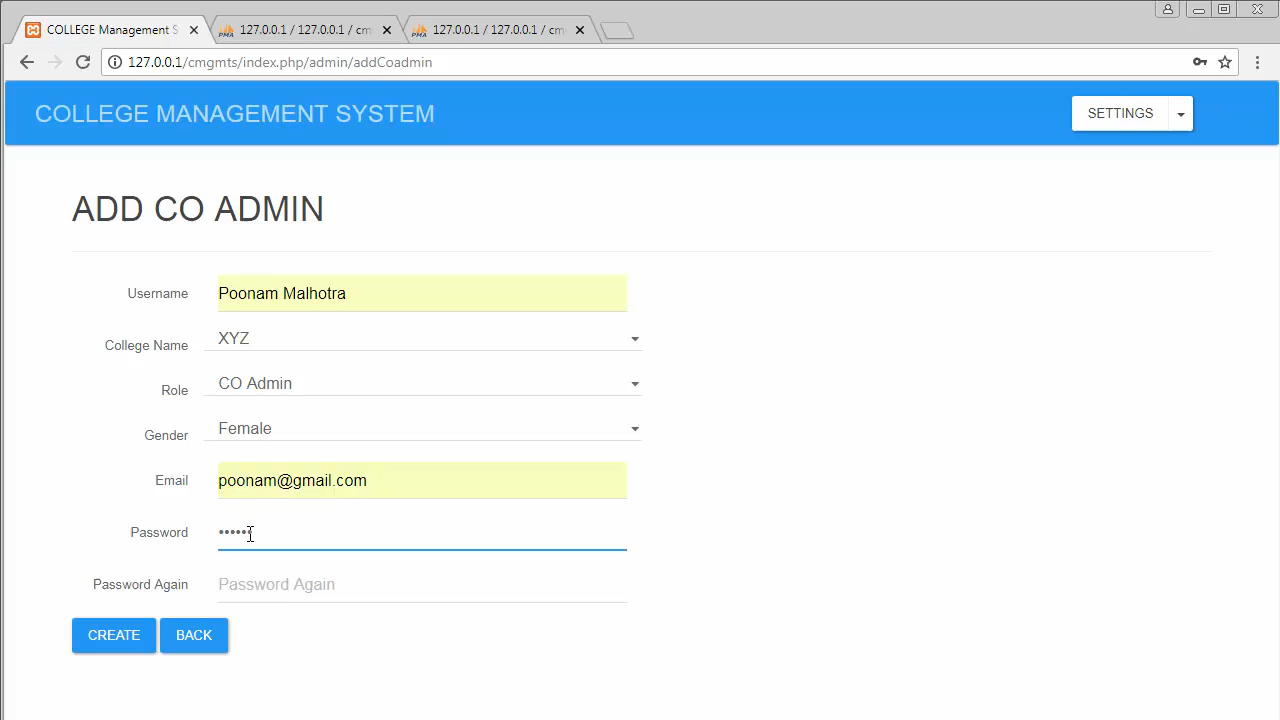 COLLEGE Management S
127.0.0.1 / 127.0.0.1 / cm
127.0.0.1 / 127.0.0.1 / cm
127.0.0.1/cmgmts/index.php/admin/addCoadmin
COLLEGE MANAGEMENT SYSTEM
SETTINGS
ADD CO ADMIN
Username
Poonam Malhotra
College Name
XYZ
Role
CO Admin
Gender
Female
Email
poonam@gmail.com
Password
••••••
Password Again
Password Again
CREATE
BACK